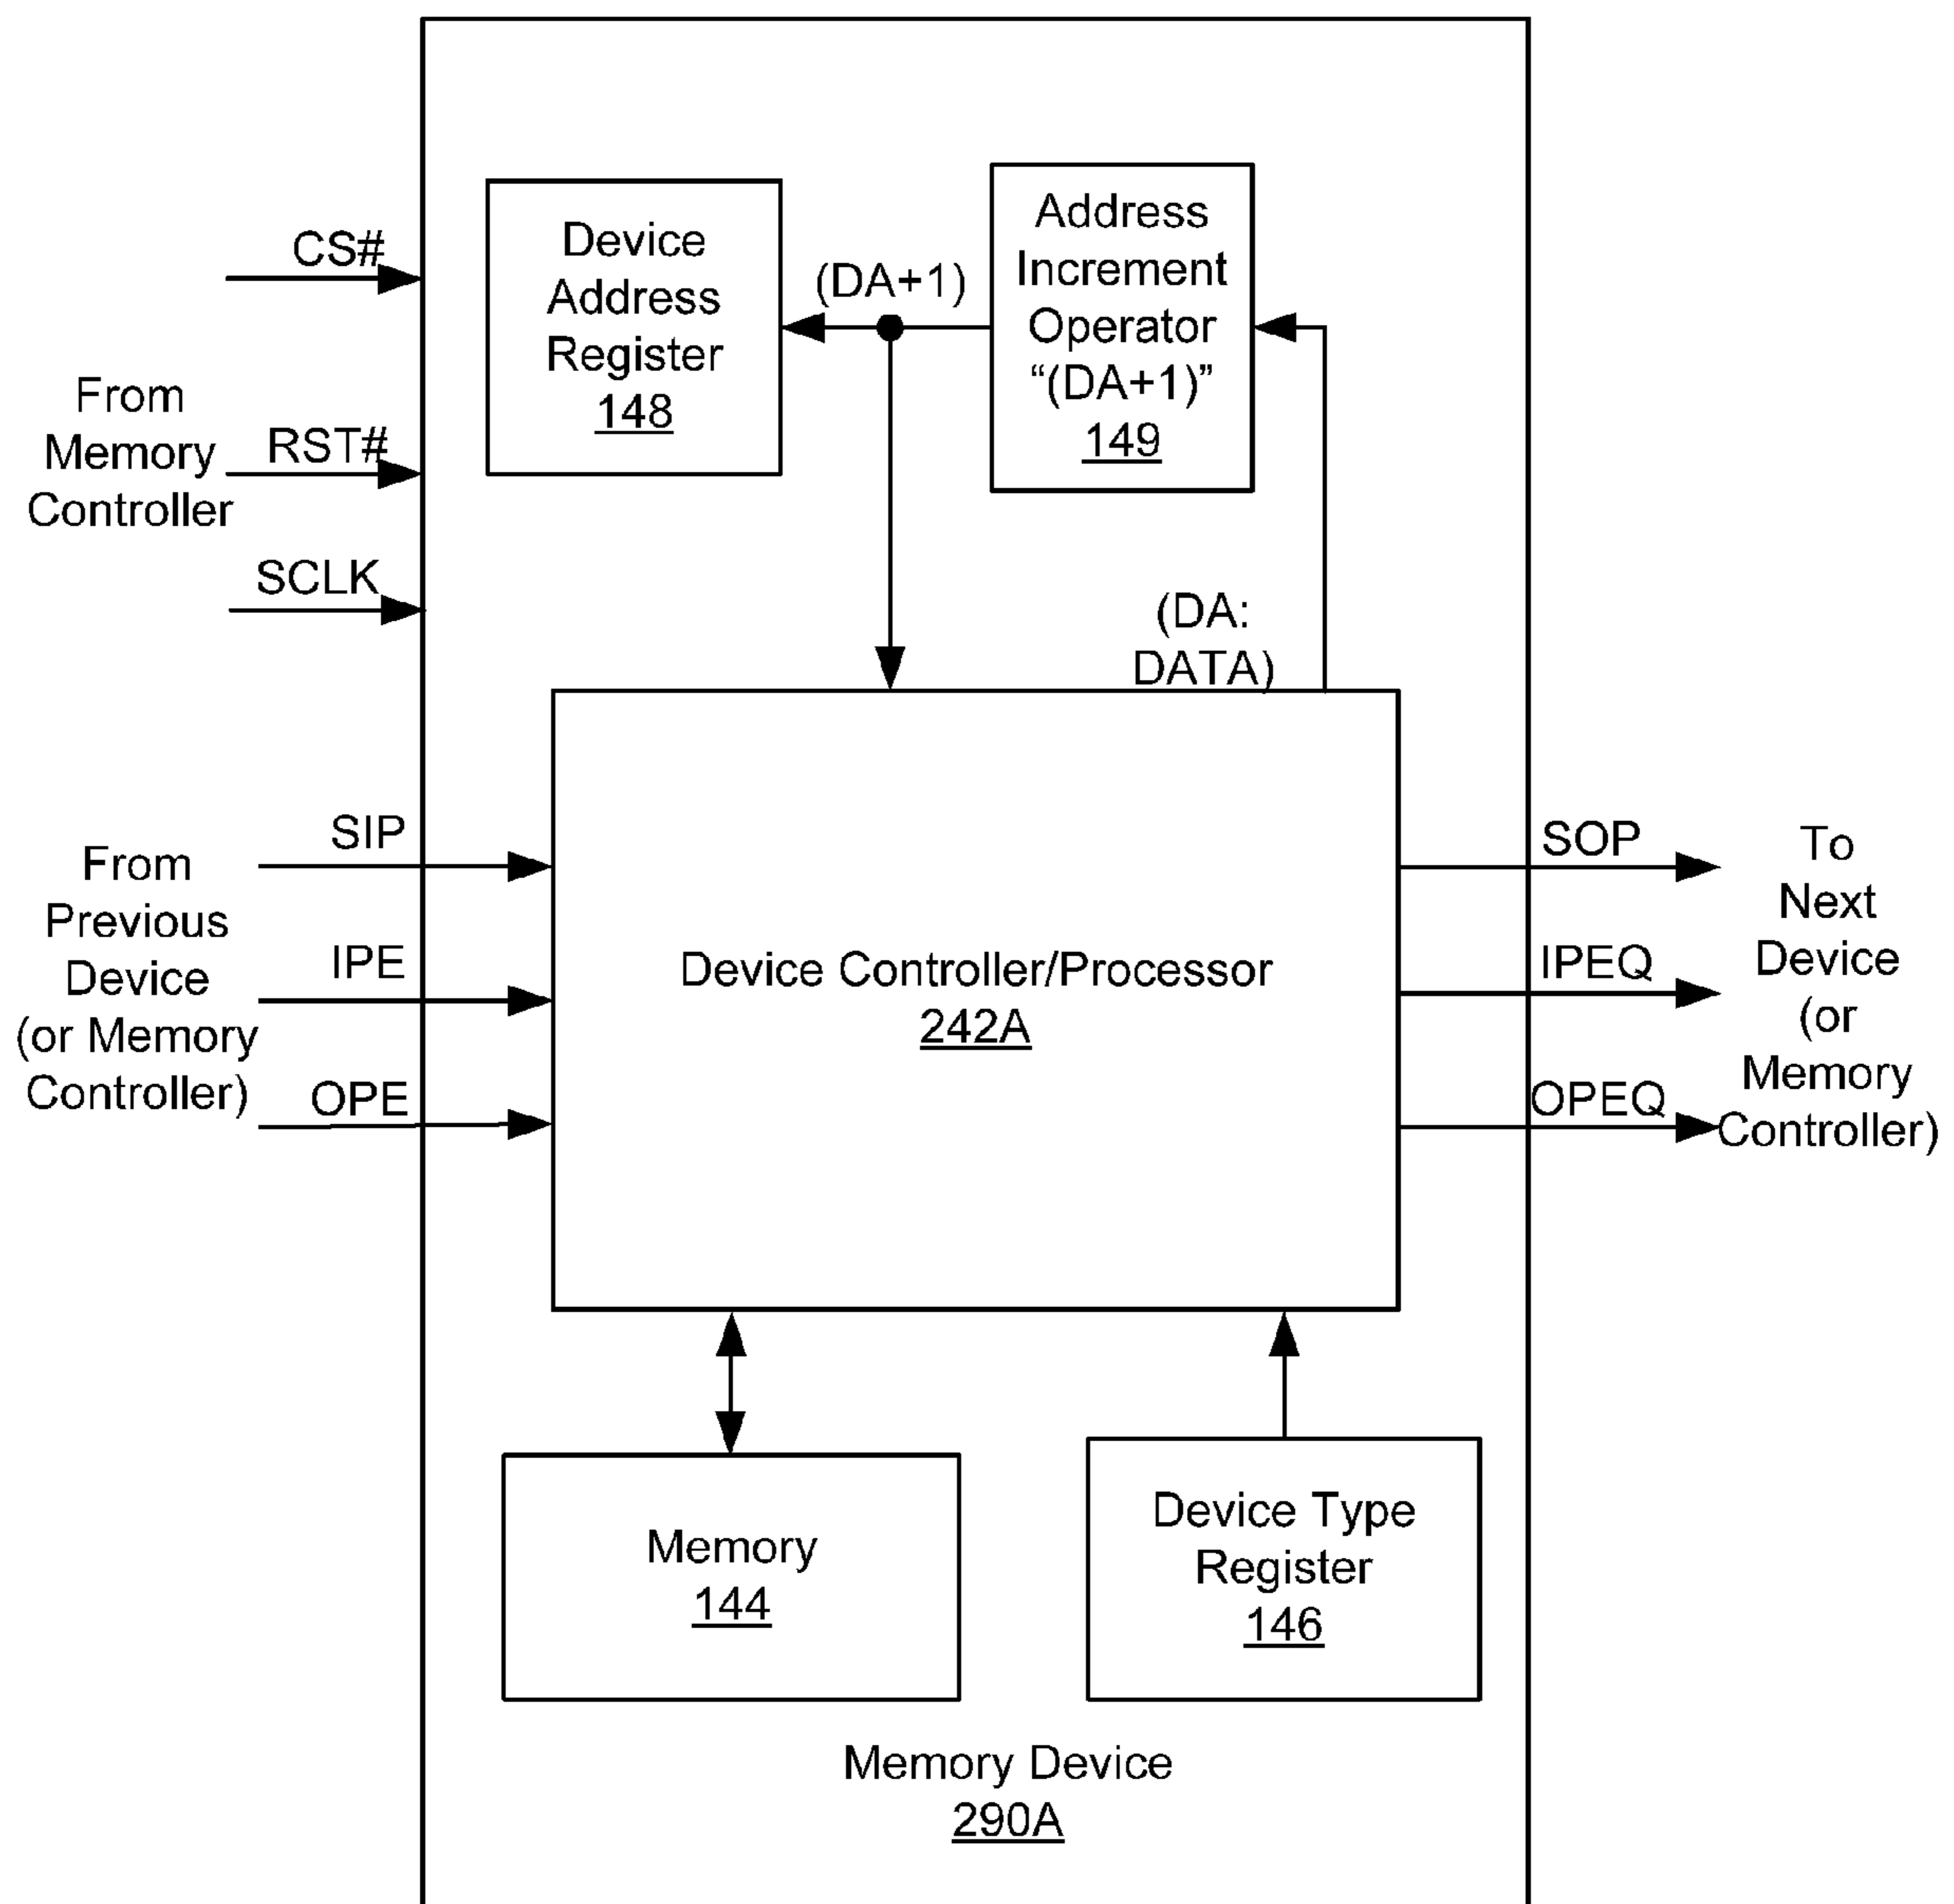 CS#
From
Memory
Controller
RST#
SCLK
Device
Address
Register
148
(DA+1)
Address
Increment
Operator
“(DA+1)”
149
(DA:
DATA)
From
Previous
Device
(or Memory
Controller)
SIP
IPE
OPE
Device Controller/Processor
242A
SOP
IPEQ
OPEQ
To
Next
Device
(or
Memory
Controller)
Memory
144
Device Type
Register
146
Memory Device
290A